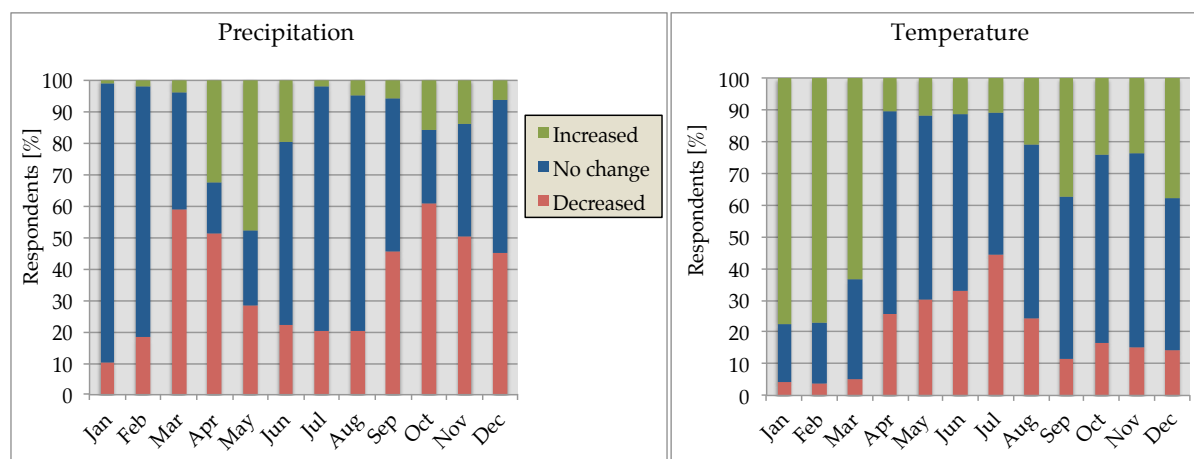 Precipitation
Respondents [%]
100
90
80
70
60
50
40
30
20
10
0
Jan Feb Mar Apr May Jun Jul Aug Sep Oct Nov Dec
Increased
No change
Decreased
Temperature
Respondents [%]
100
90
80
70
60
50
40
30
20
10
0
Jan Feb Mar Apr May Jun Jul Aug Sep Oct Nov Dec